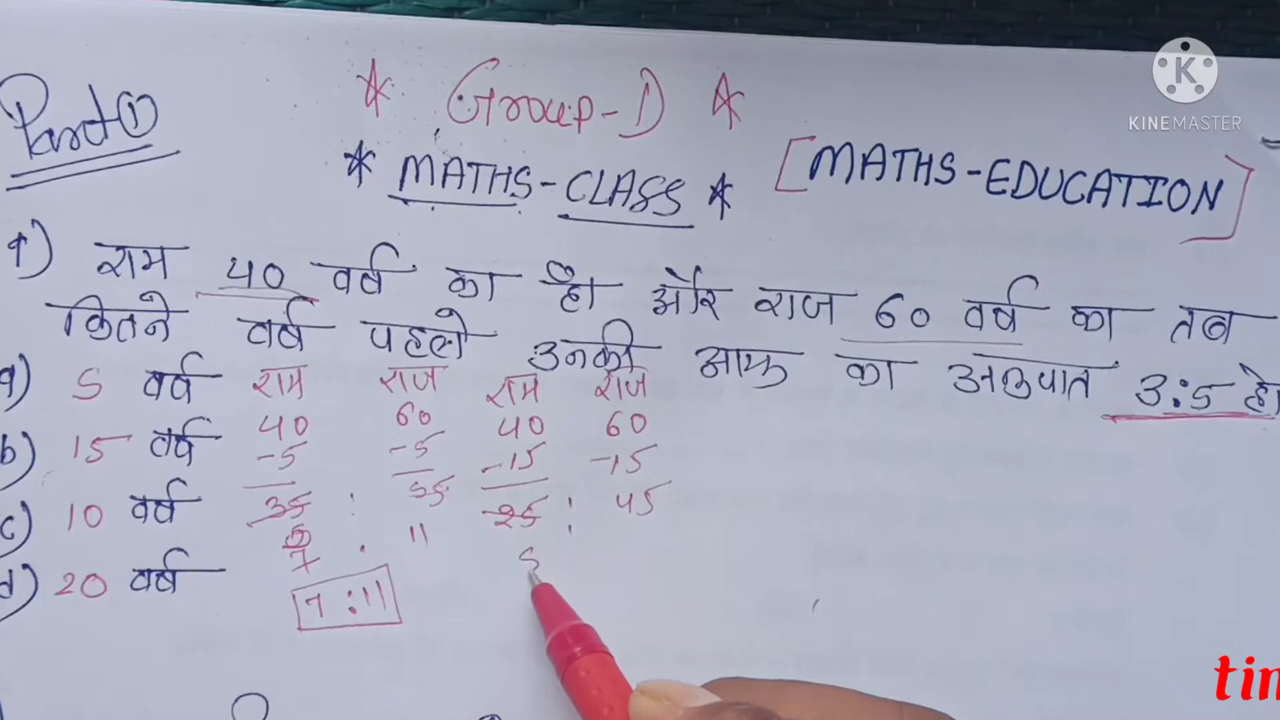 Part ①
* Group-D *
KINEMASTER
* MATHS-CLASS *
[MATHS-EDUCATION]
राम 40 वर्ष का है। और राज 60 वर्ष का तब
कितने वर्ष पहले उनकी आयु का अनुपात 3:5 है।
a) 5 वर्ष
b) 15 वर्ष
c) 10 वर्ष
d) 20 वर्ष
राम राज
40 60
-5 -5
35 : 55
7 : 11
7:11
राम राज
40 60
-15 -15
25 : 45
5
tin